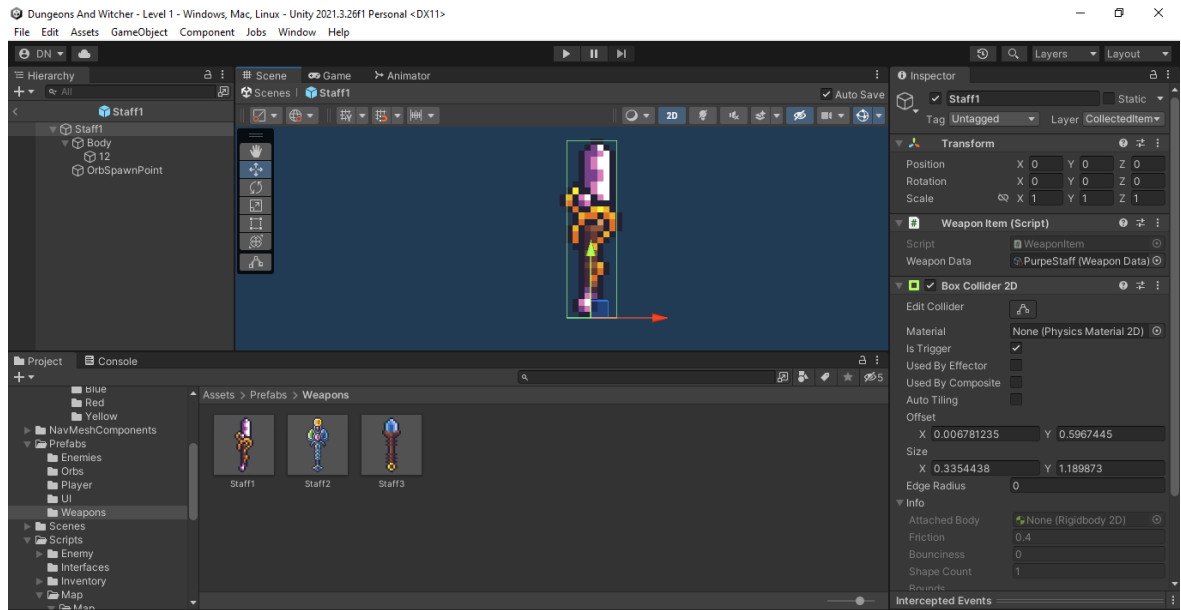 Dungeons And Witcher - Level 1 - Windows, Mac, Linux - Unity 2021.3.26f1 Personal <DX11>
File Edit Assets GameObject Component Jobs Window Help
DN
Layers
Layout
Hierarchy
All
Staff1
Staff1
Body
12
OrbSpawnPoint
Scene
Game
Animator
Scenes
Staff1
Auto Save
2D
Inspector
Staff1
Static
Tag Untagged
Layer CollectedItem
Transform
Position X 0 Y 0 Z 0
Rotation X 0 Y 0 Z 0
Scale X 1 Y 1 Z 1
Weapon Item (Script)
Script WeaponItem
Weapon Data PurpeStaff (Weapon Data)
Box Collider 2D
Edit Collider
Material None (Physics Material 2D)
Is Trigger
Used By Effector
Used By Composite
Auto Tiling
Offset
X 0.006781235 Y 0.5967445
Size
X 0.3354438 Y 1.189873
Edge Radius 0
Info
Attached Body None (Rigidbody 2D)
Friction 0.4
Bounciness 0
Shape Count 1
Bounds
Intercepted Events
Project
Console
5
Blue
Red
Yellow
NavMeshComponents
Prefabs
Enemies
Orbs
Player
UI
Weapons
Scenes
Scripts
Enemy
Interfaces
Inventory
Map
Map
Assets > Prefabs > Weapons
Staff1
Staff2
Staff3